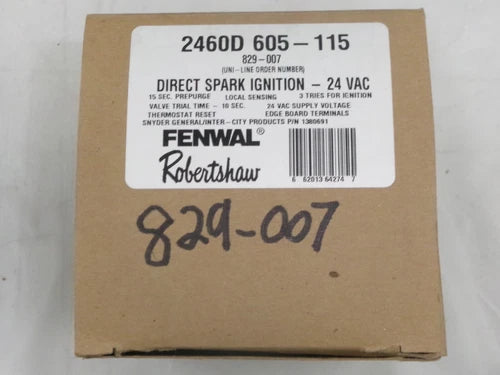 2460D 605-115
829-007
(UNI-LINE ORDER NUMBER)
DIRECT SPARK IGNITION - 24 VAC
15 SEC. PREPURGE LOCAL SENSING 3 TRIES FOR IGNITION
VALVE TRIAL TIME - 10 SEC. 24 VAC SUPPLY VOLTAGE
THERMOSTAT RESET EDGE BOARD TERMINALS
SNYDER GENERAL/INTER-CITY PRODUCTS P/N 1380691
FENWAL®
Robertshaw
6 62013 64274 7
829-007